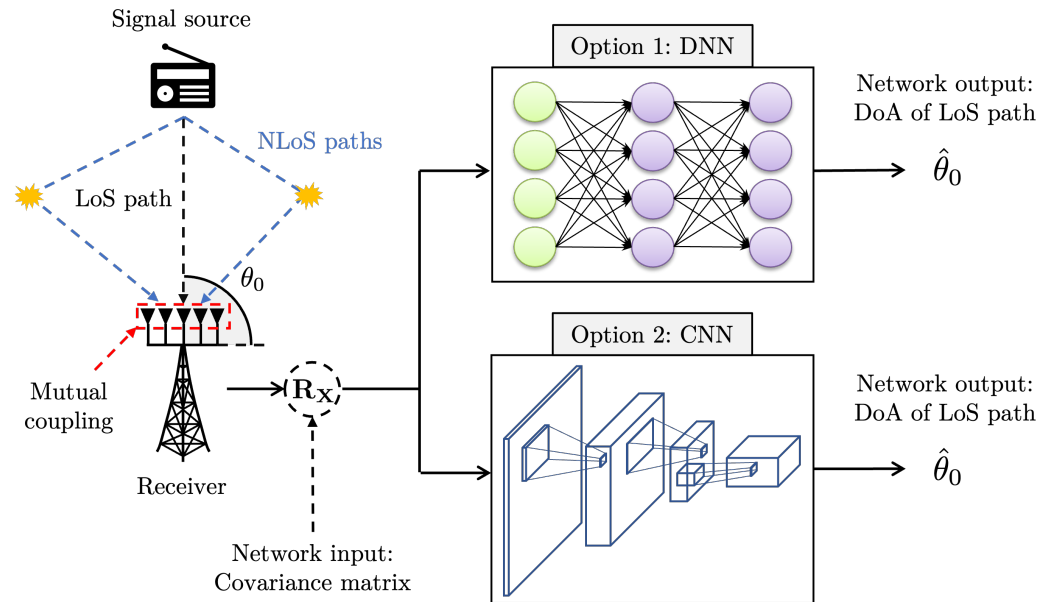 Signal source
NLoS paths
LoS path
θ₀
Mutual
coupling
Receiver
R_X
Network input:
Covariance matrix
Option 1: DNN
Network output:
DoA of LoS path
θ̂₀
Option 2: CNN
Network output:
DoA of LoS path
θ̂₀